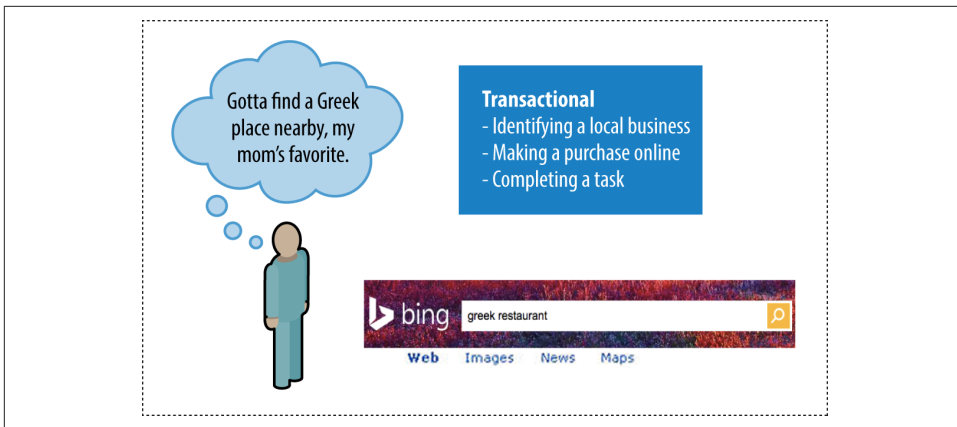 Gotta find a Greek
place nearby, my
mom's favorite.
Transactional
- Identifying a local business
- Making a purchase online
- Completing a task
bing
greek restaurant
Web Images News Maps